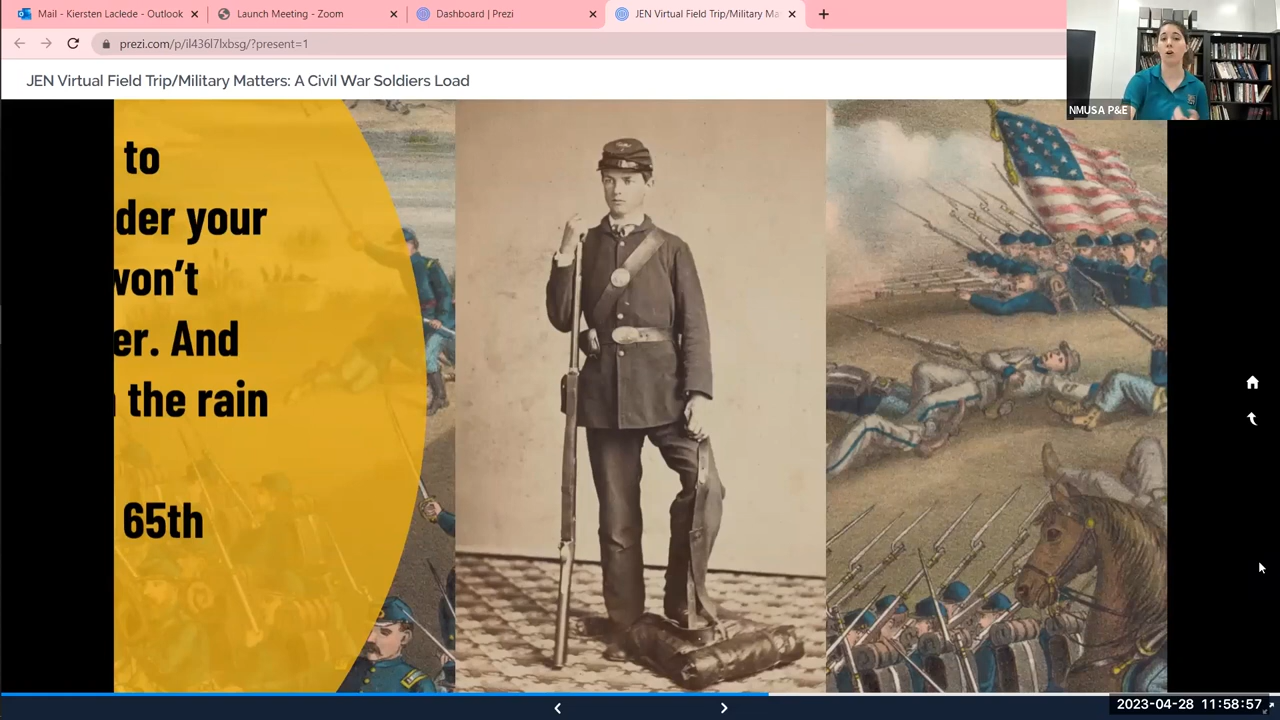 Mail - Kiersten Laclede - Outlook
Launch Meeting - Zoom
Dashboard | Prezi
JEN Virtual Field Trip/Military Ma
prezi.com/p/il436l7lxbsg/?present=1
JEN Virtual Field Trip/Military Matters: A Civil War Soldiers Load
NMUSA P&E
to
der your
won't
er. And
the rain
65th
2023-04-28 11:58:57